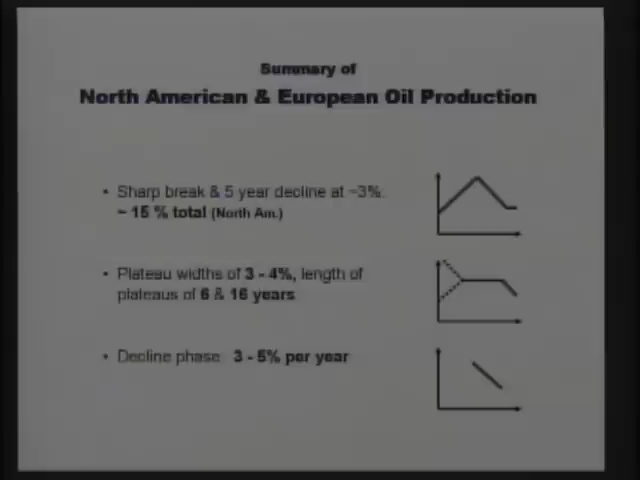 Summary of
North American & European Oil Production
• Sharp break & 5 year decline at ~3%.
~ 15 % total (North Am.)
• Plateau widths of 3 - 4%, length of
plateaus of 6 & 16 years
• Decline phase 3 - 5% per year